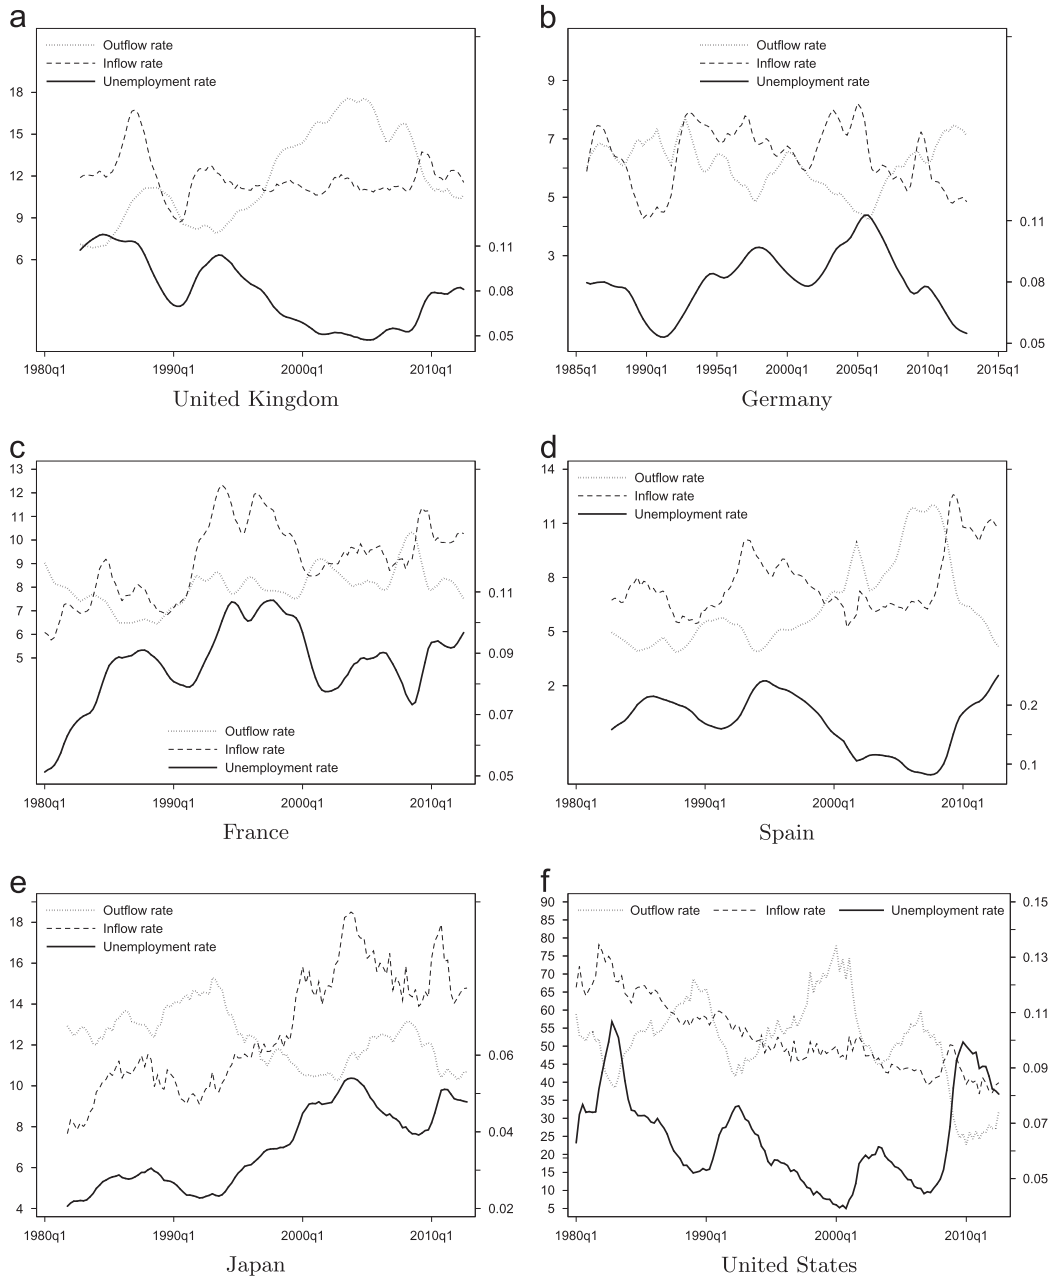 a
Outflow rate
Inflow rate
Unemployment rate
18
15
12
9
6
0.11
0.08
0.05
1980q1 1990q1 2000q1 2010q1
United Kingdom
b
Outflow rate
Inflow rate
Unemployment rate
9
7
5
3
0.11
0.08
0.05
1985q1 1990q1 1995q1 2000q1 2005q1 2010q1 2015q1
Germany
c
13
12
11
10
9
8
7
6
5
0.11
0.09
0.07
0.05
Outflow rate
Inflow rate
Unemployment rate
1980q1 1990q1 2000q1 2010q1
France
d
Outflow rate
Inflow rate
Unemployment rate
14
11
8
5
2
0.2
0.1
1980q1 1990q1 2000q1 2010q1
Spain
e
Outflow rate
Inflow rate
Unemployment rate
18
16
14
12
10
8
6
4
0.06
0.04
0.02
1980q1 1990q1 2000q1 2010q1
Japan
f
Outflow rate Inflow rate Unemployment rate
90
85
80
75
70
65
60
55
50
45
40
35
30
25
20
15
10
5
0.15
0.13
0.11
0.09
0.07
0.05
1980q1 1990q1 2000q1 2010q1
United States